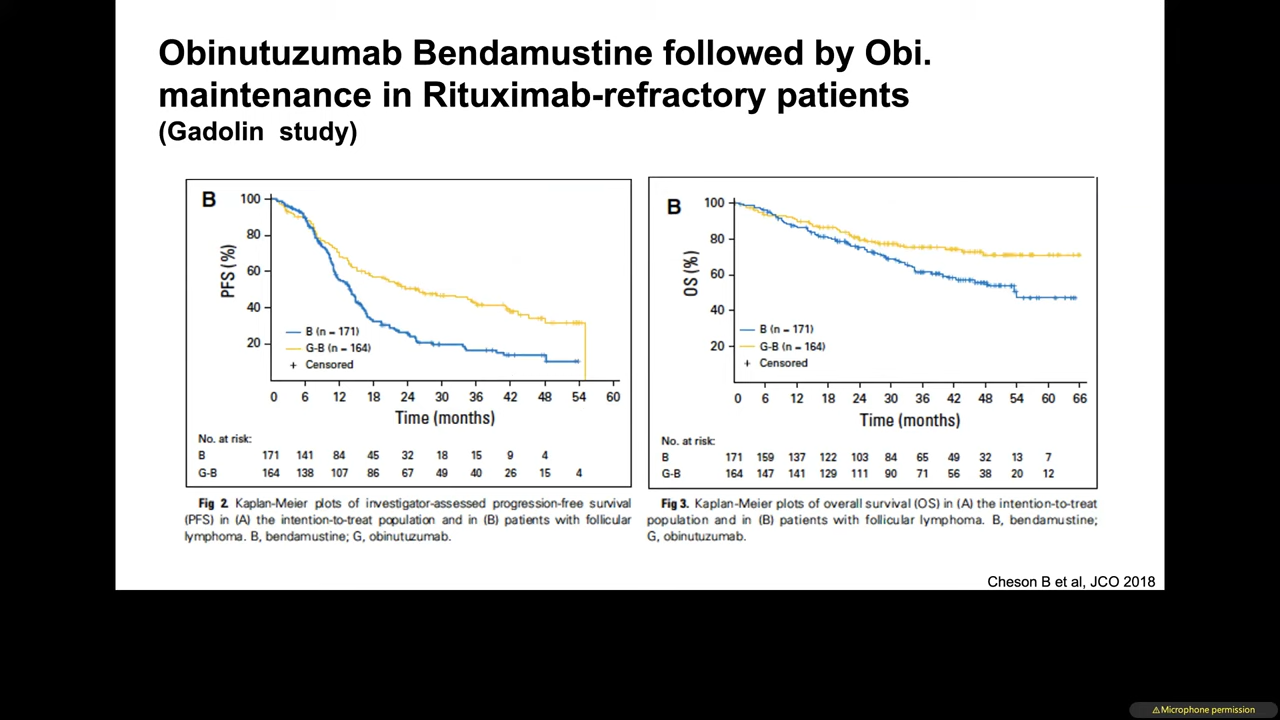 Obinutuzumab Bendamustine followed by Obi.
maintenance in Rituximab-refractory patients
(Gadolin study)
B
100
80
60
40
20
PFS (%)
B (n – 171)
G-B (n – 164)
+ Censored
0 6 12 18 24 30 36 42 48 54 60
Time (months)
No. at risk:
B 171 141 84 45 32 18 15 9 4
G-B 164 138 107 86 67 49 40 26 15 4
Fig 2. Kaplan-Meier plots of investigator-assessed progression-free survival
(PFS) in (A) the intention-to-treat population and in (B) patients with follicular
lymphoma. B, bendamustine; G, obinutuzumab.
B
100
80
60
40
20
OS (%)
B (n – 171)
G-B (n – 164)
+ Censored
0 6 12 18 24 30 36 42 48 54 60 66
Time (months)
No. at risk:
B 171 159 137 122 103 84 65 49 32 13 7
G-B 164 147 141 129 111 90 71 56 38 20 12
Fig 3. Kaplan-Meier plots of overall survival (OS) in (A) the intention-to-treat
population and in (B) patients with follicular lymphoma. B, bendamustine;
G, obinutuzumab.
Cheson B et al, JCO 2018
⚠Microphone permission